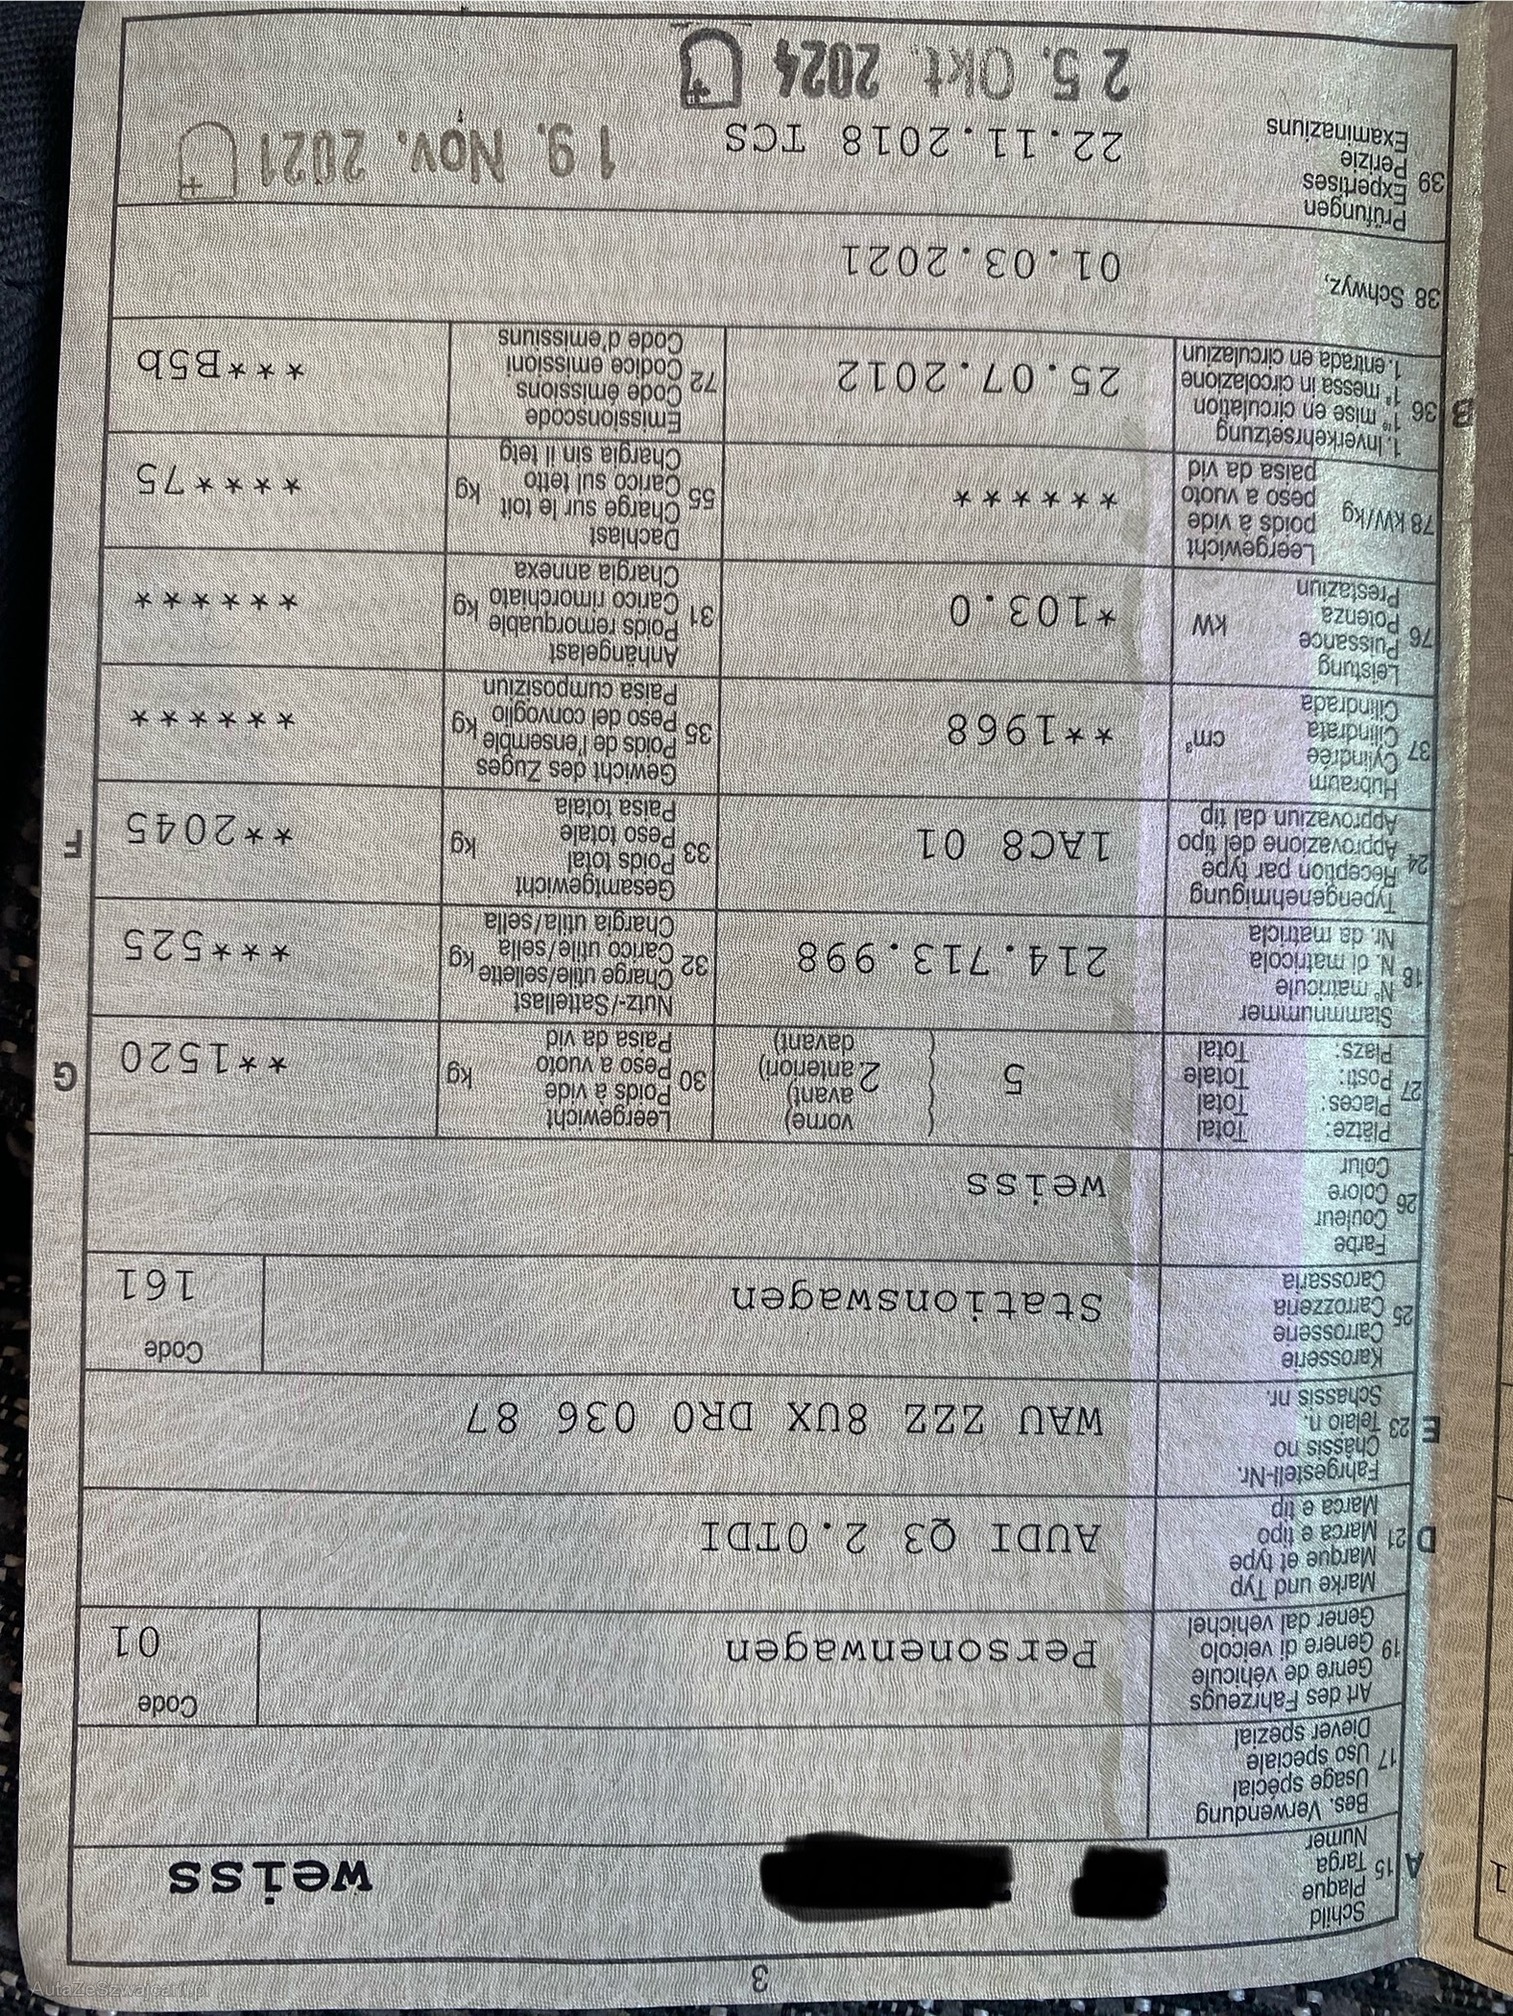 3
A 15 Schild
Plaque
Targa
Numer
weiss
17 Bes. Verwendung
Usage spécial
Uso speciale
Diever spezial
19 Art des Fahrzeugs
Genre de véhicule
Genere di veicolo
Gener dal vehichel
Personenwagen
Code
01
D 21 Marke und Typ
Marque et type
Marca e tipo
Marca e tip
AUDI Q3 2.0TDI
E 23 Fahrgestell-Nr.
Châssis no
Telaio n.
Schassis nr.
WAU ZZZ 8UX DR0 036 87
25 Karosserie
Carrosserie
Carrozzeria
Carossaria
Stationswagen
Code
161
26 Farbe
Couleur
Colore
Colur
weiss
27 Plätze: Total
Places: Total
Posti: Totale
Plazs: Total
5
vorne)
avant)
2 anteriori)
davant)
30 Leergewicht
Poids à vide
Peso a vuoto
Paisa da vid
kg
**1520
G
18 Stammnummer
N° matricule
N. di matricola
Nr. da matricla
214.713.998
32 Nutz-/Sattellast
Charge utile/sellette
Carico utile/sella
Chargia utila/sella
kg
****525
24 Typengenehmigung
Réception par type
Approvazione del tipo
Approvaziun dal tip
1AC8 01
33 Gesamtgewicht
Poids total
Peso totale
Paisa totala
kg
**2045
F
37 Hubraum
Cylindrée
Cilindrata
Cilindrada
cm³
**1968
35 Gewicht des Zuges
Poids de l'ensemble
Peso del convoglio
Paisa cumposiziun
kg
******
76 Leistung
Puissance
Potenza
Prestaziun
kW
*103.0
31 Anhängelast
Poids remorquable
Carico rimorchiato
Chargia annexa
kg
******
78 kW/kg Leergewicht
poids à vide
peso a vuoto
paisa da vid
******
55 Dachlast
Charge sur le toit
Carico sul tetto
Chargia sin il tetg
kg
****75
B 36 1. Inverkehrsetzung
1re mise en circulation
1a messa in circolazione
1. entrada en circulaziun
25.07.2012
72 Emissionscode
Code émissions
Codice emissioni
Code d'emissiuns
***B5b
38 Schwyz,
01.03.2021
39 Prüfungen
Expertises
Perizie
Examinaziuns
22.11.2018 TCS
19. Nov. 2021
25. Okt. 2024
1
AutaZeSzwajcarii.pl